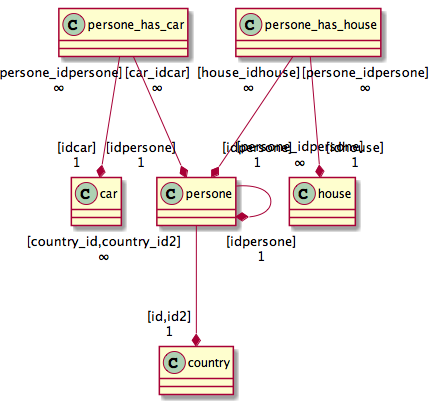 C persone_has_car
C persone_has_house
[persone_idpersone]
∞
[car_idcar]
∞
[house_idhouse]
∞
[persone_idpersone]
∞
[idcar]
1
[idpersone]
1
[idpersone]
1
[persone_idpersone]
∞
[idhouse]
1
C car
C persone
C house
[country_id,country_id2]
∞
[idpersone]
1
[id,id2]
1
C country